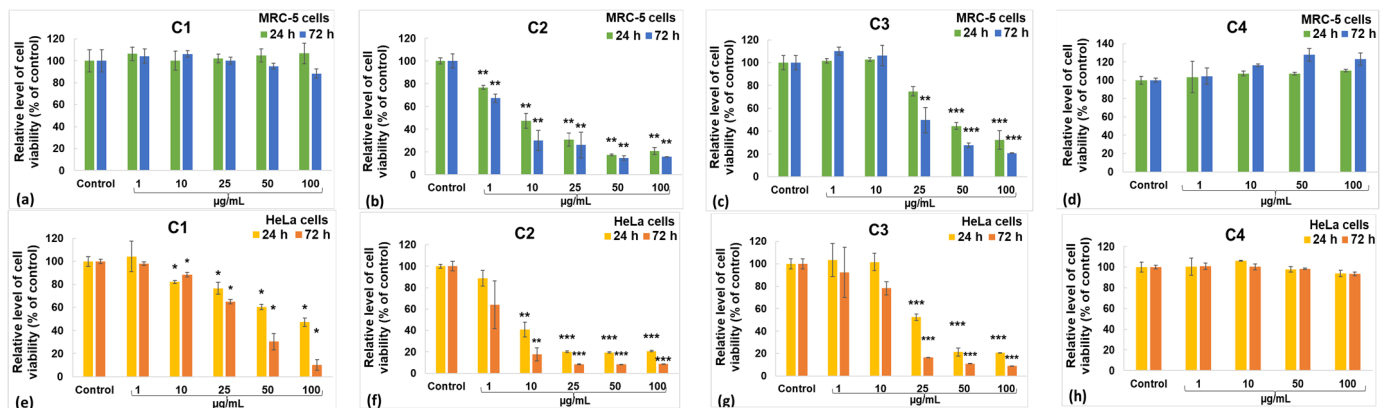 C1
MRC-5 cells
24 h 72 h
Relative level of cell
viability (% of control)
120
100
80
60
40
20
0
Control 1 10 25 50 100
µg/mL
(a)
C2
MRC-5 cells
24 h 72 h
Relative level of cell
viability (% of control)
120
100
80
60
40
20
0
** ** ** ** ** ** ** ** ** **
Control 1 10 25 50 100
µg/mL
(b)
C3
MRC-5 cells
24 h 72 h
Relative level of cell
viability (% of control)
120
100
80
60
40
20
0
** *** *** *** ***
Control 1 10 25 50 100
µg/mL
(c)
C4
MRC-5 cells
24 h 72 h
Relative level of cell
viability (% of control)
140
120
100
80
60
40
20
0
Control 1 10 50 100
µg/mL
(d)
C1
HeLa cells
24 h 72 h
Relative level of cell
viability (% of control)
120
100
80
60
40
20
0
* * * * * * * *
Control 1 10 25 50 100
µg/mL
(e)
C2
HeLa cells
24 h 72 h
Relative level of cell
viability (% of control)
120
100
80
60
40
20
0
** ** *** *** *** *** *** ***
Control 1 10 25 50 100
µg/mL
(f)
C3
HeLa cells
24 h 72 h
Relative level of cell
viability (% of control)
120
100
80
60
40
20
0
*** *** *** *** *** ***
Control 1 10 25 50 100
µg/mL
(g)
C4
HeLa cells
24 h 72 h
Relative level of cell
viability (% of control)
120
100
80
60
40
20
0
Control 1 10 50 100
µg/mL
(h)